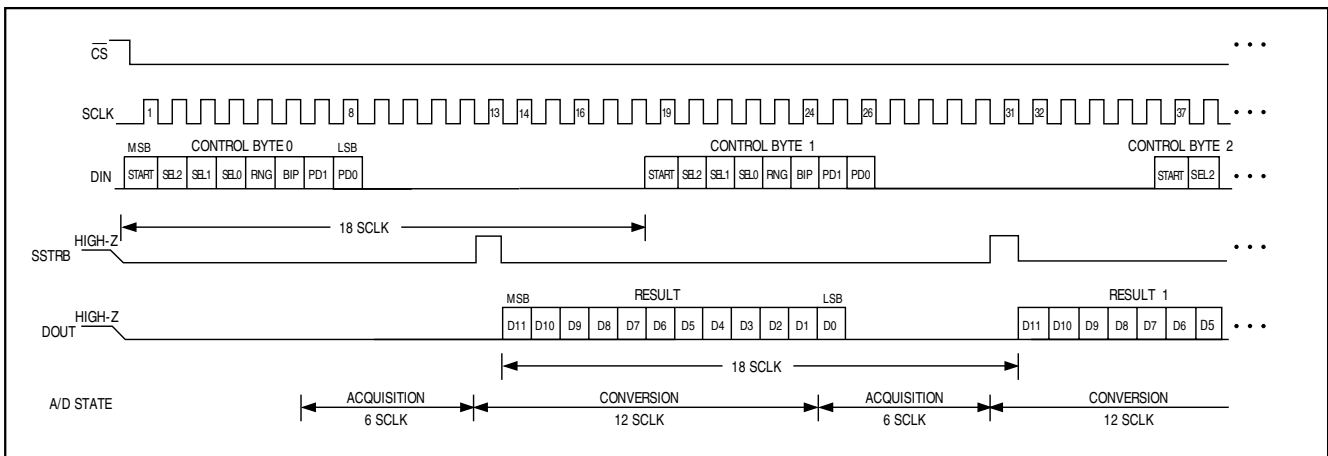 CS
SCLK 1 8 13 14 16 19 24 26 31 32 37
MSB CONTROL BYTE 0 LSB CONTROL BYTE 1 CONTROL BYTE 2
DIN START SEL2 SEL1 SEL0 RNG BIP PD1 PD0 START SEL2 SEL1 SEL0 RNG BIP PD1 PD0 START SEL2
18 SCLK
HIGH-Z
SSTRB
MSB RESULT LSB RESULT 1
HIGH-Z
DOUT D11 D10 D9 D8 D7 D6 D5 D4 D3 D2 D1 D0 D11 D10 D9 D8 D7 D6 D5
18 SCLK
A/D STATE ACQUISITION CONVERSION ACQUISITION CONVERSION
6 SCLK 12 SCLK 6 SCLK 12 SCLK